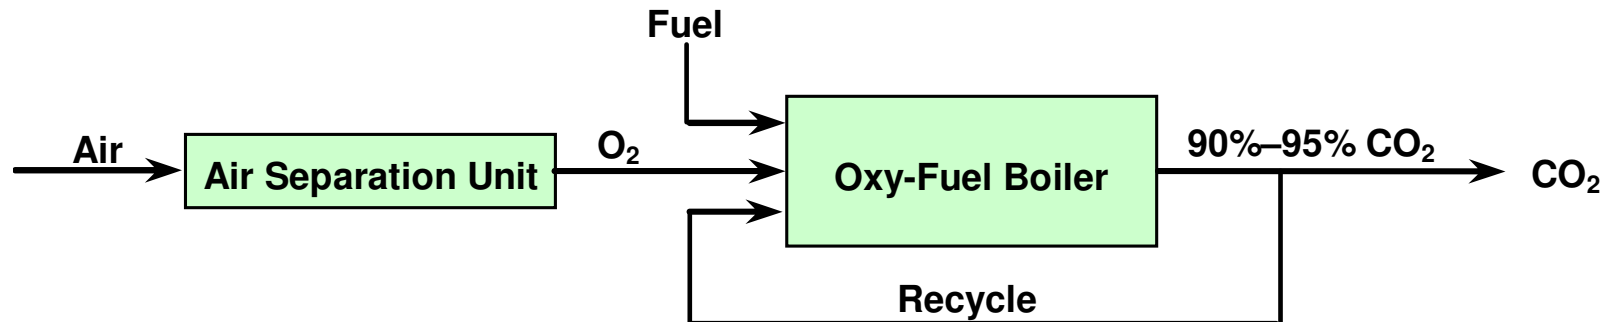 Fuel
Air
Air Separation Unit
O₂
Oxy-Fuel Boiler
90%–95% CO₂
CO₂
Recycle